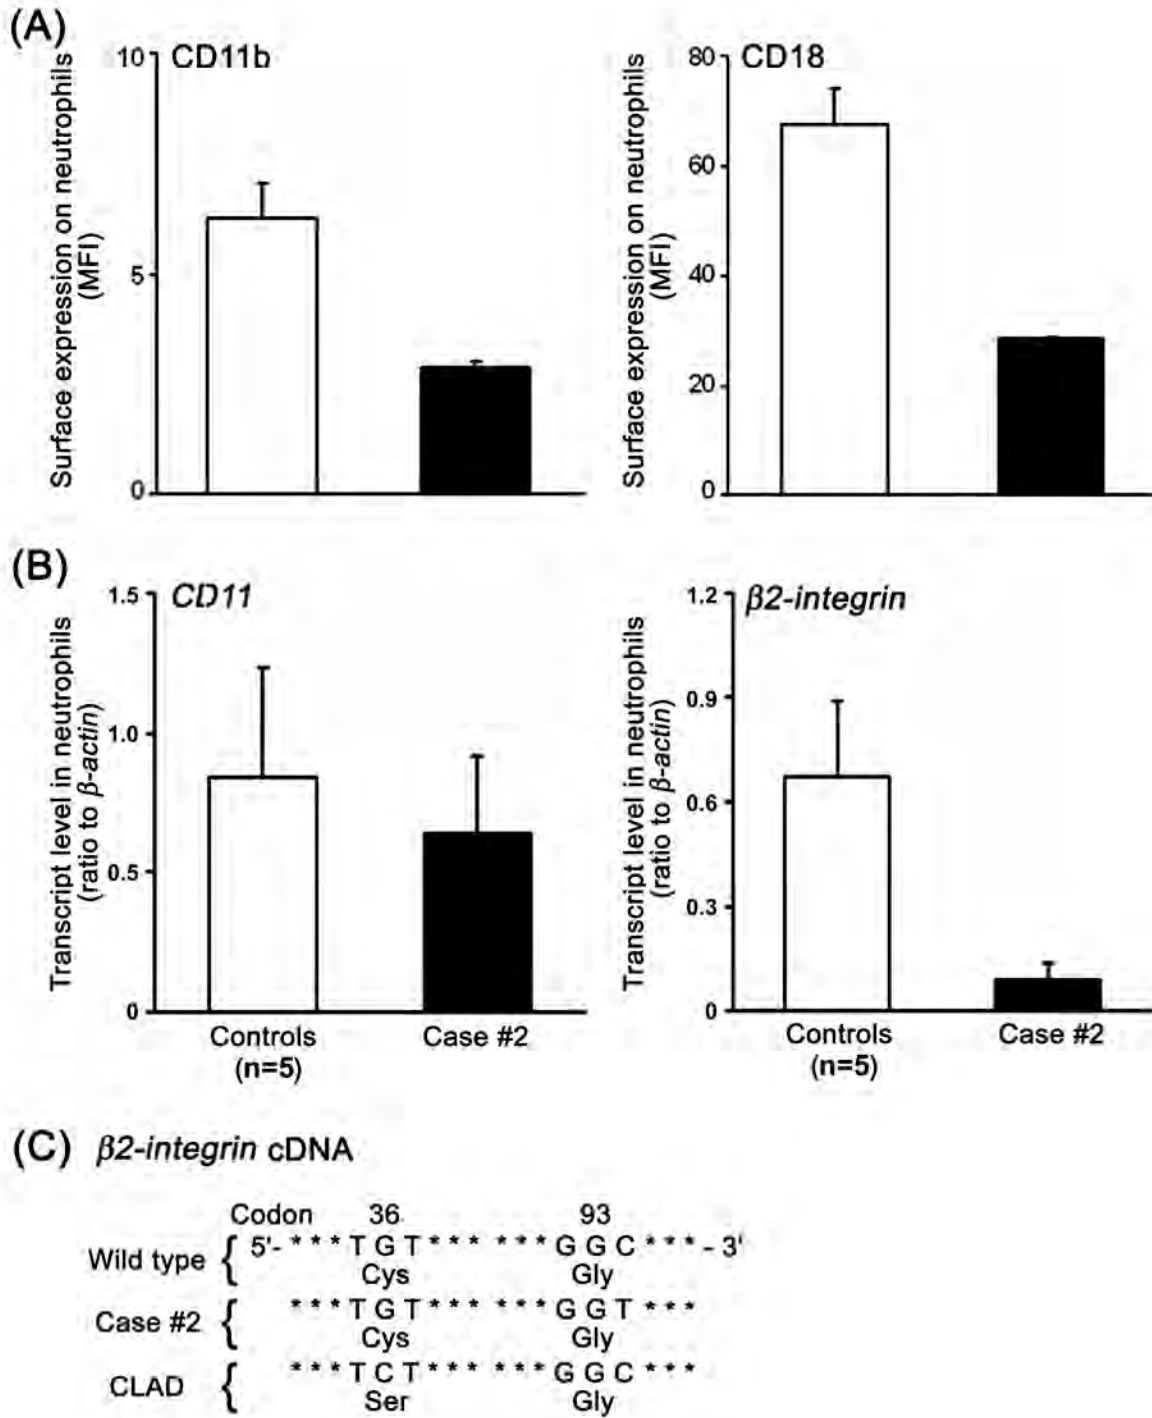 (A)
CD11b
CD18
Surface expression on neutrophils
(MFI)
10
5
0
Surface expression on neutrophils
(MFI)
80
60
40
20
0
(B)
CD11
β2-integrin
Transcript level in neutrophils
(ratio to β-actin)
1.5
1.0
0.5
0
Transcript level in neutrophils
(ratio to β-actin)
1.2
0.9
0.6
0.3
0
Controls
(n=5)
Case #2
Controls
(n=5)
Case #2
(C) β2-integrin cDNA
Codon 36 93
Wild type { 5'- * * * T G T * * * * * * G G C * * * - 3'
Cys Gly
Case #2 { * * * T G T * * * * * * G G T * * *
Cys Gly
CLAD { * * * T C T * * * * * * G G C * * *
Ser Gly